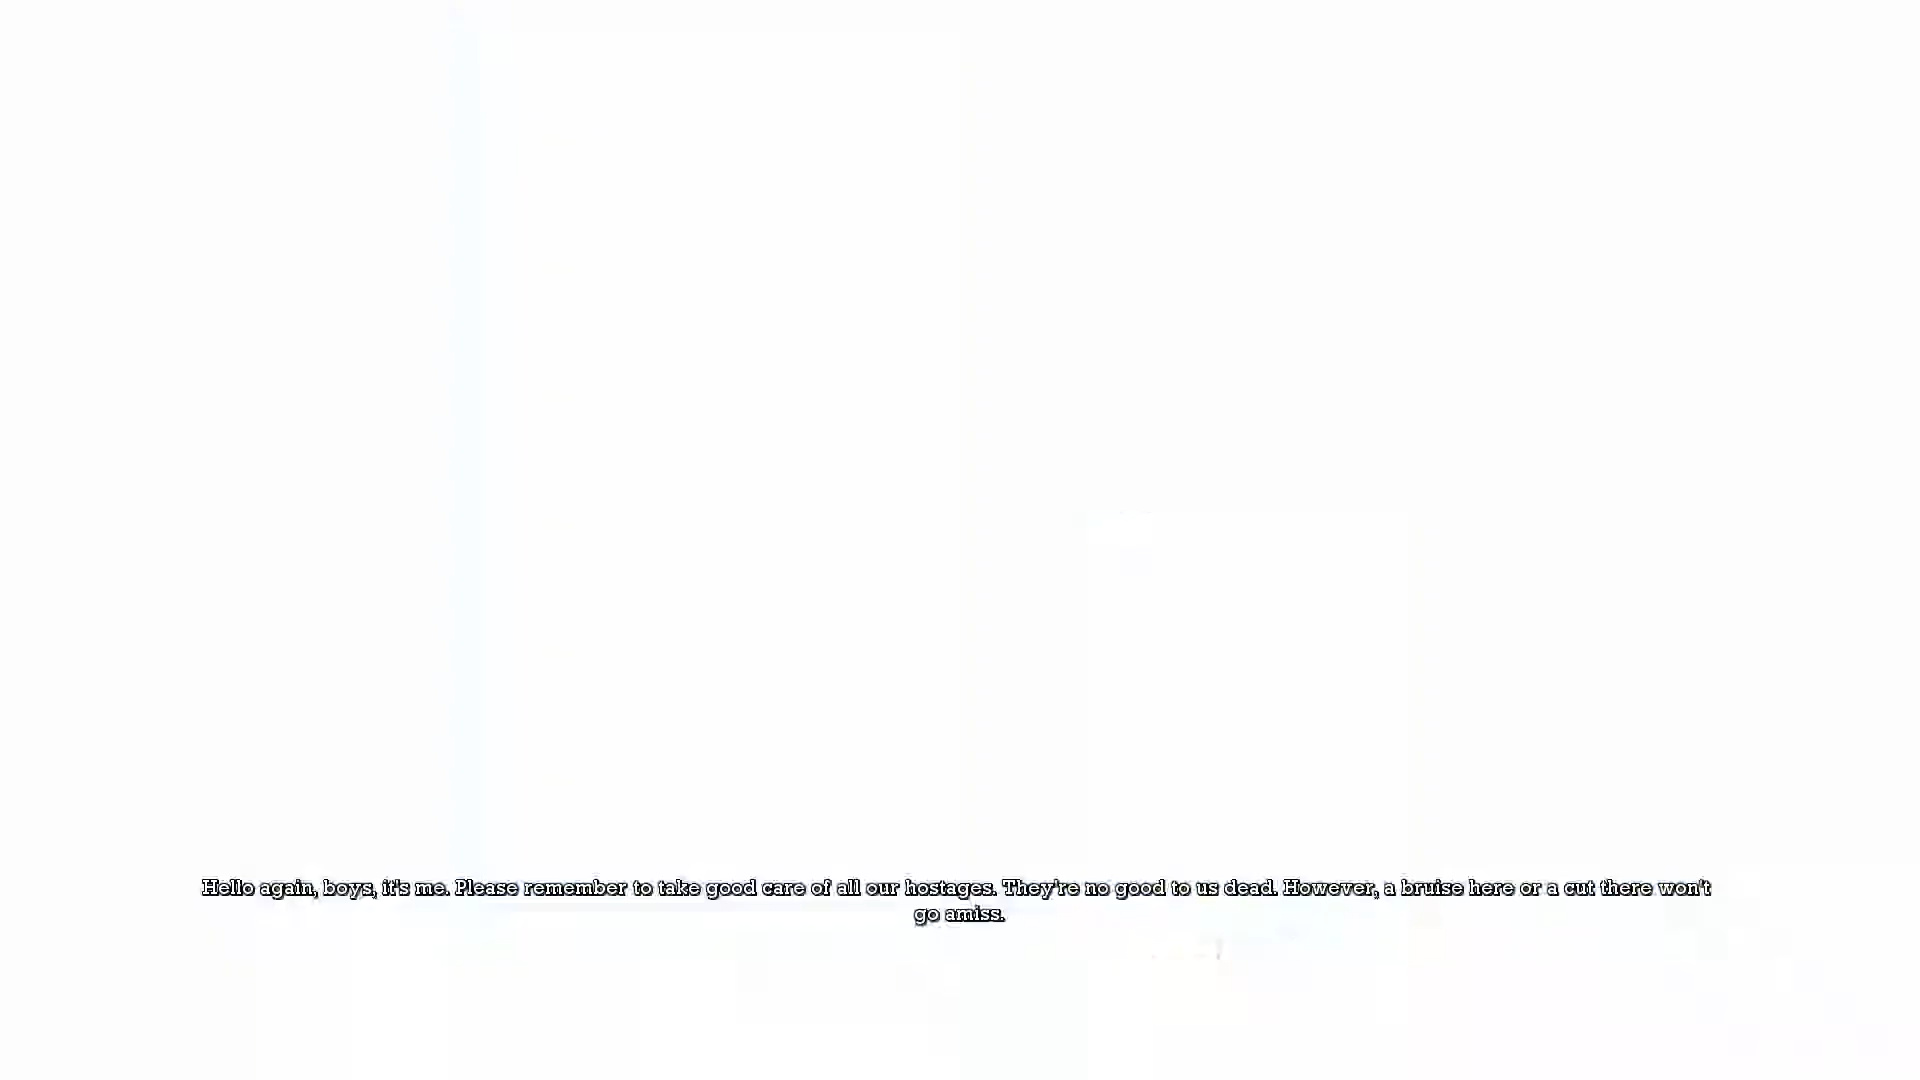 Hello again, boys, it's me. Please remember to take good care of all our hostages. They're no good to us dead. However, a bruise here or a cut there won't
go amiss.